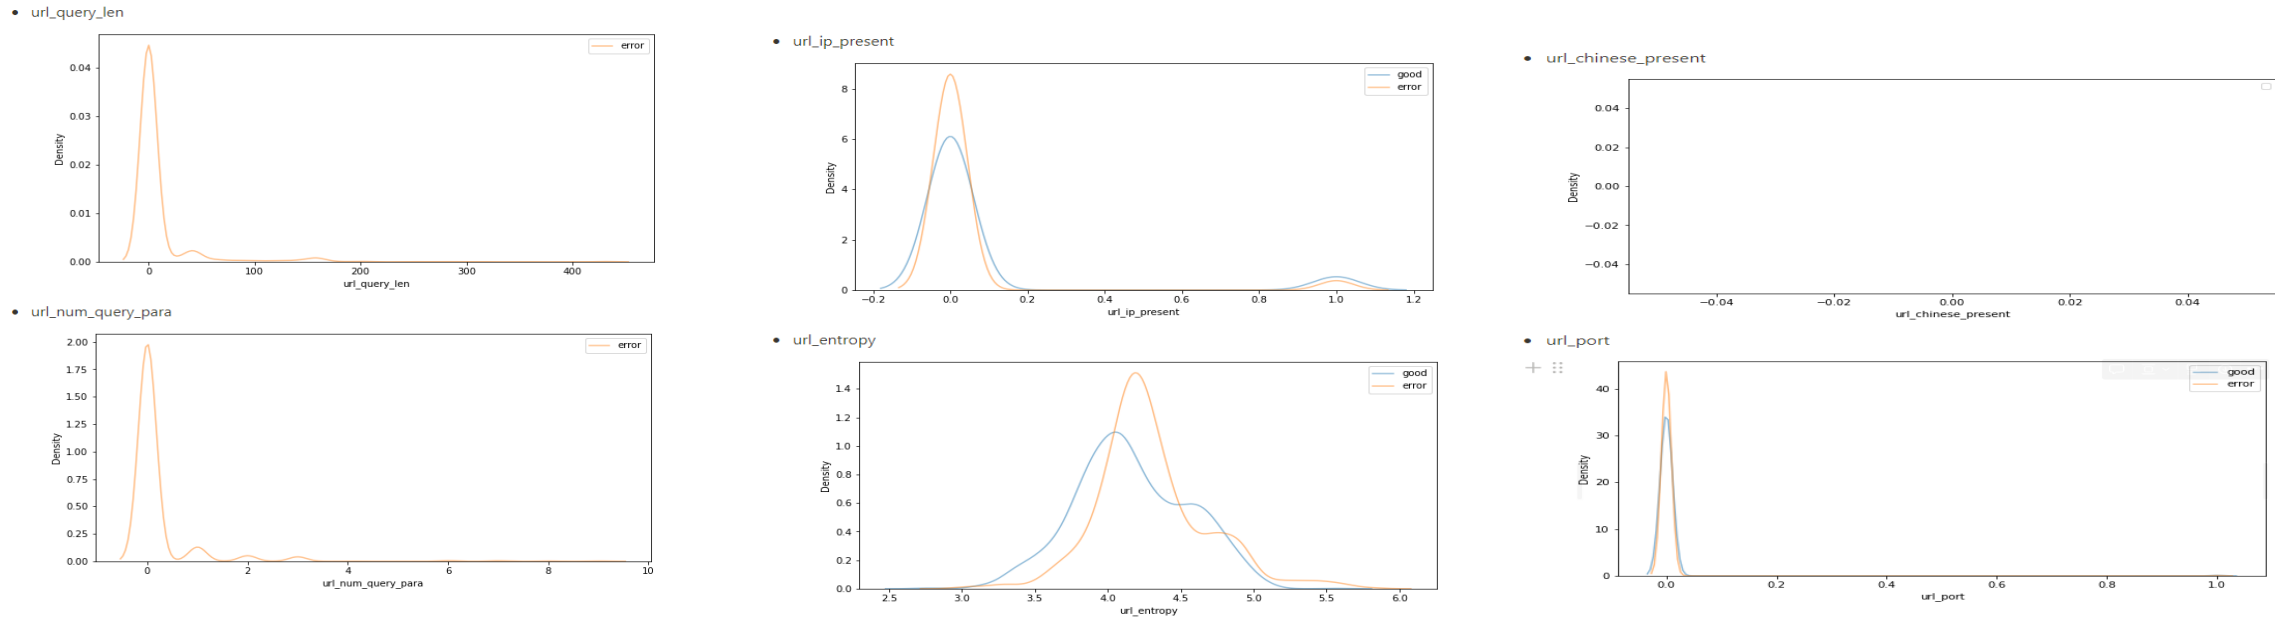 • url_query_len
error
0.04
0.03
0.02
0.01
0.00
Density
0 100 200 300 400
url_query_len
• url_num_query_para
error
2.00
1.75
1.50
1.25
1.00
0.75
0.50
0.25
0.00
Density
0 2 4 6 8 10
url_num_query_para
• url_ip_present
good
error
8
6
4
2
0
Density
−0.2 0.0 0.2 0.4 0.6 0.8 1.0 1.2
url_ip_present
• url_entropy
good
error
1.4
1.2
1.0
0.8
0.6
0.4
0.2
0.0
Density
2.5 3.0 3.5 4.0 4.5 5.0 5.5 6.0
url_entropy
• url_chinese_present
0.04
0.02
0.00
−0.02
−0.04
Density
−0.04 −0.02 0.00 0.02 0.04
url_chinese_present
• url_port
good
error
40
30
20
10
0
Density
0.0 0.2 0.4 0.6 0.8 1.0
url_port